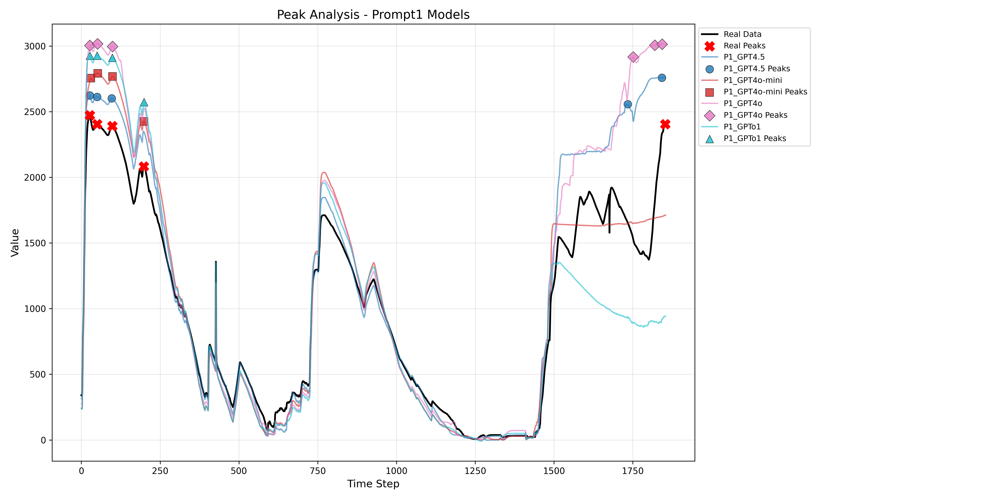 Peak Analysis - Prompt1 Models
3000
2500
2000
1500
1000
500
0
Value
0 250 500 750 1000 1250 1500 1750
Time Step
Real Data
Real Peaks
P1_GPT4.5
P1_GPT4.5 Peaks
P1_GPT4o-mini
P1_GPT4o-mini Peaks
P1_GPT4o
P1_GPT4o Peaks
P1_GPTo1
P1_GPTo1 Peaks